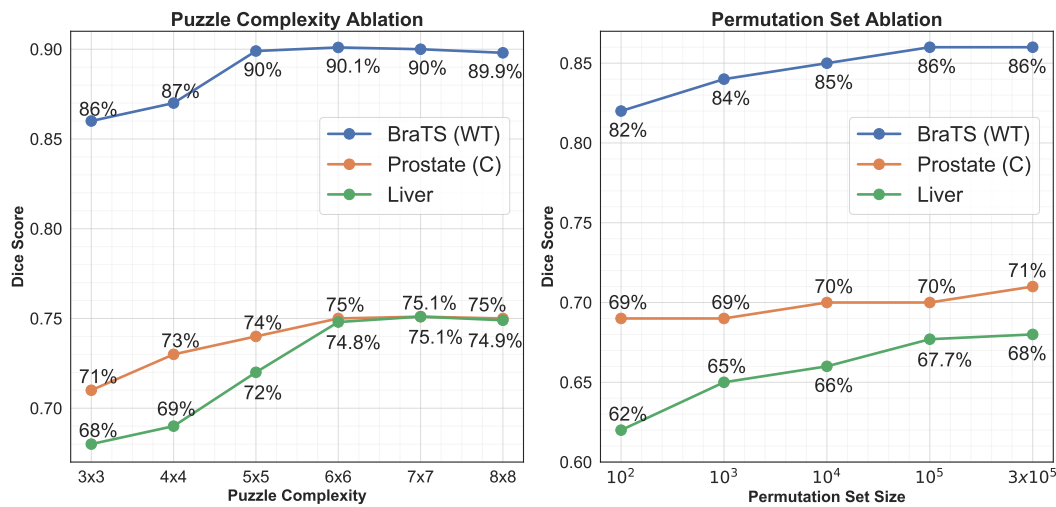 Puzzle Complexity Ablation
0.90
0.85
0.80
0.75
0.70
Dice Score
86%
87%
90%
90.1%
90%
89.9%
BraTS (WT)
Prostate (C)
Liver
71%
73%
74%
75%
75.1%
75%
68%
69%
72%
74.8%
75.1%
74.9%
3x3
4x4
5x5
6x6
7x7
8x8
Puzzle Complexity
Permutation Set Ablation
0.85
0.80
0.75
0.70
0.65
0.60
Dice Score
82%
84%
85%
86%
86%
BraTS (WT)
Prostate (C)
Liver
69%
69%
70%
70%
71%
62%
65%
66%
67.7%
68%
10²
10³
10⁴
10⁵
3x10⁵
Permutation Set Size